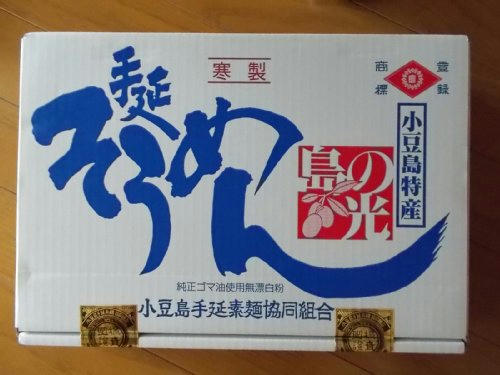 寒製
登録
商標
手延
そうめん
島の光
小豆島特産
純正ゴマ油使用無漂白粉
小豆島手延素麺協同組合